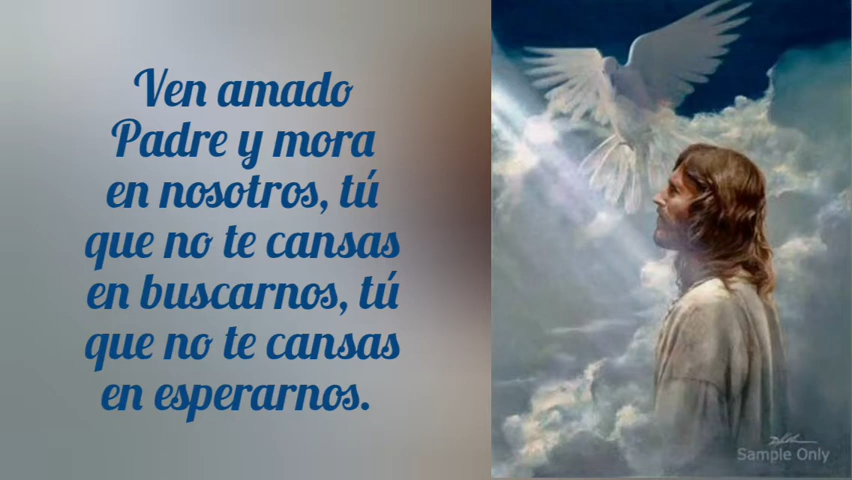 Ven amado
Padre y mora
en nosotros, tú
que no te cansas
en buscarnos, tú
que no te cansas
en esperarnos.
Sample Only